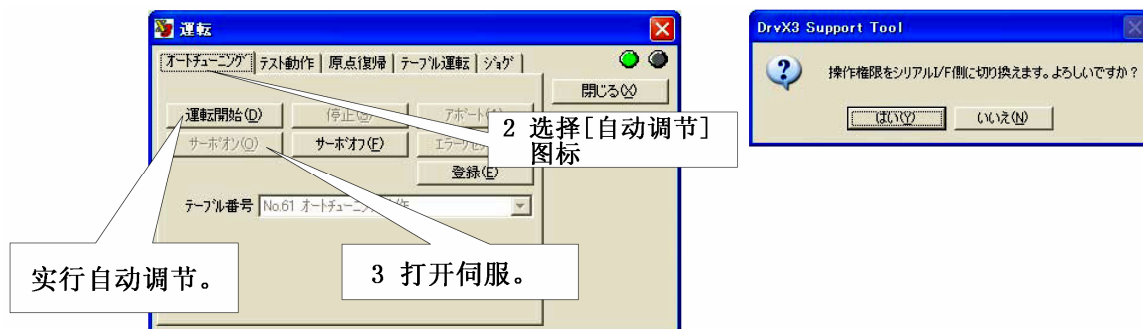 運転
オートチューニング テスト動作 原点復帰 テーブル運転 ジョグ
閉じる(X)
運転開始(D) 停止(S) アボート
サーボオン(O) サーボオフ(F)
登録(E)
テーブル番号 No.61 オートチューニング
2 选择[自动调节]
图标
实行自动调节。
3 打开伺服。
DrvX3 Support Tool
操作権限をシリアルI/F側に切り換えます。よろしいですか?
はい(Y) いいえ(N)